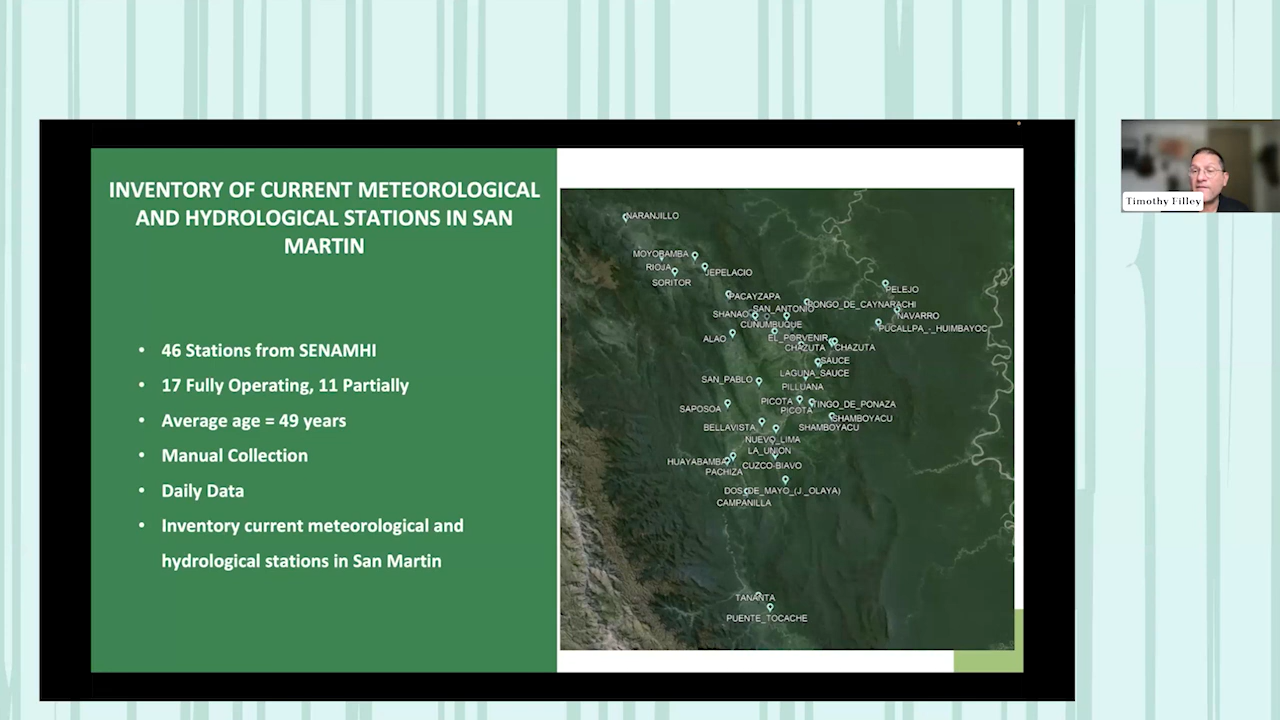 INVENTORY OF CURRENT METEOROLOGICAL
AND HYDROLOGICAL STATIONS IN SAN
MARTIN
• 46 Stations from SENAMHI
• 17 Fully Operating, 11 Partially
• Average age = 49 years
• Manual Collection
• Daily Data
• Inventory current meteorological and
hydrological stations in San Martin
NARANJILLO
MOYOBAMBA
RIOJA
JEPELACIO
SORITOR
PELEJO
PACAYZAPA
PONGO_DE_CAYNARACHI
SAN_ANTONIO
SHANAO
NAVARRO
CUNUMBUQUE
PUCALLPA_-_HUIMBAYOC
ALAO
EL_PORVENIR
CHAZUTA
CHAZUTA
SAUCE
LAGUNA_SAUCE
SAN_PABLO
PILLUANA
PICOTA
TINGO_DE_PONAZA
SAPOSOA
PICOTA
SHAMBOYACU
BELLAVISTA
SHAMBOYACU
NUEVO_LIMA
LA_UNION
HUAYABAMBA
CUZCO-BIAVO
PACHIZA
DOS_DE_MAYO_(J._OLAYA)
CAMPANILLA
TANANTA
PUENTE_TOCACHE
Timothy Filley